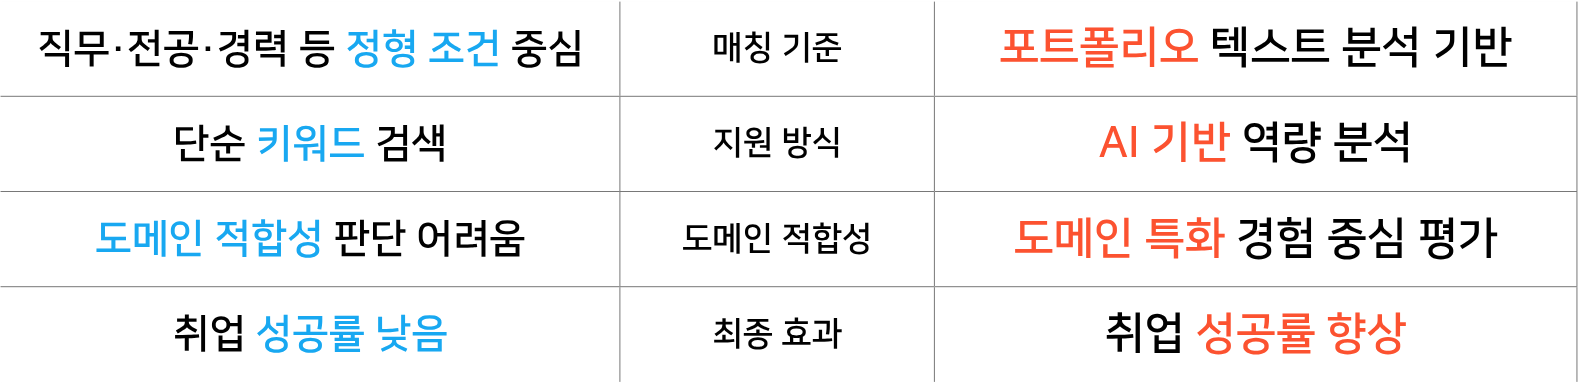 직무·전공·경력 등 정형 조건 중심
매칭 기준
포트폴리오 텍스트 분석 기반
단순 키워드 검색
지원 방식
AI 기반 역량 분석
도메인 적합성 판단 어려움
도메인 적합성
도메인 특화 경험 중심 평가
취업 성공률 낮음
최종 효과
취업 성공률 향상